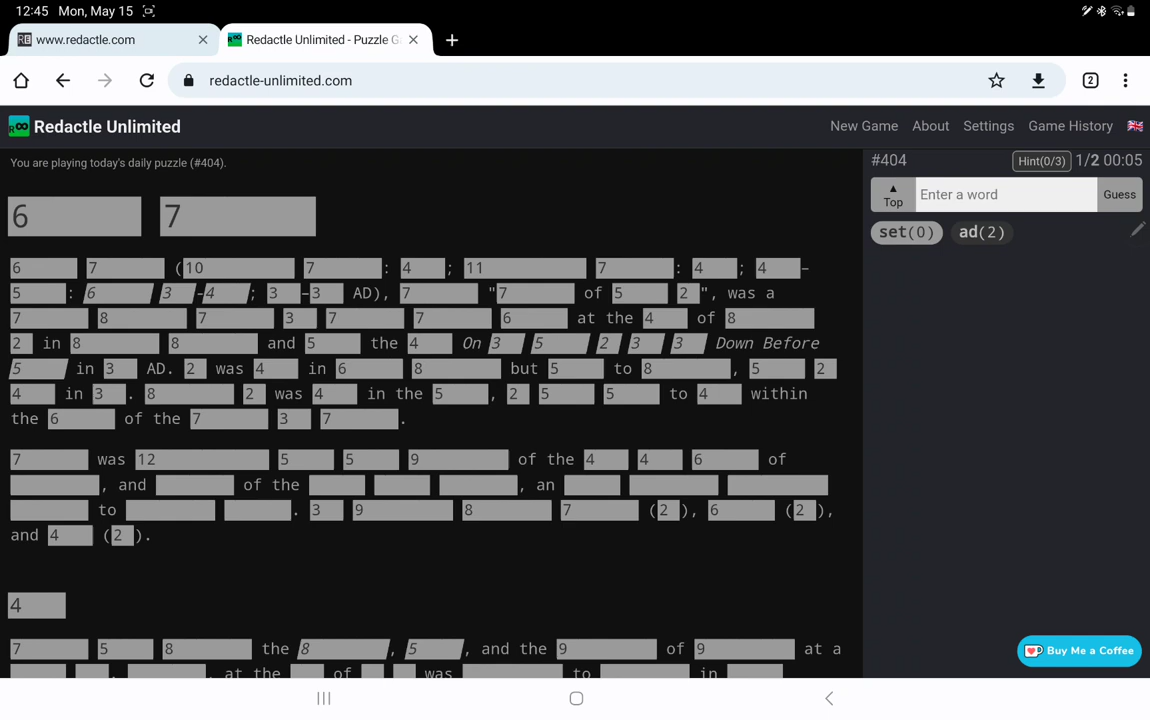 12:45 Mon, May 15
www.redactle.com
Redactle Unlimited - Puzzle G
redactle-unlimited.com
2
Redactle Unlimited
New Game About Settings Game History
You are playing today's daily puzzle (#404).
#404 Hint(0/3) 1/2 00:05
Top Enter a word Guess
set(0) ad(2)
6 7
6 7 (10 7: 4; 11 7: 4; 4–
5: 6 3-4; 3–3 AD), 7 "7 of 5 2", was a
7 8 7 3 7 7 6 at the 4 of 8
2 in 8 8 and 5 the 4 On 3 5 2 3 3 Down Before
5 in 3 AD. 2 was 4 in 6 8 but 5 to 8, 5 2
4 in 3. 8 2 was 4 in the 5, 2 5 5 to 4 within
the 6 of the 7 3 7.
7 was 12 5 5 9 of the 4 4 6 of
, and of the , an
to . 3 9 8 7 (2), 6 (2),
and 4 (2).
4
7 5 8 the 8, 5, and the 9 of 9 at a
, at the of was to in
Buy Me a Coffee